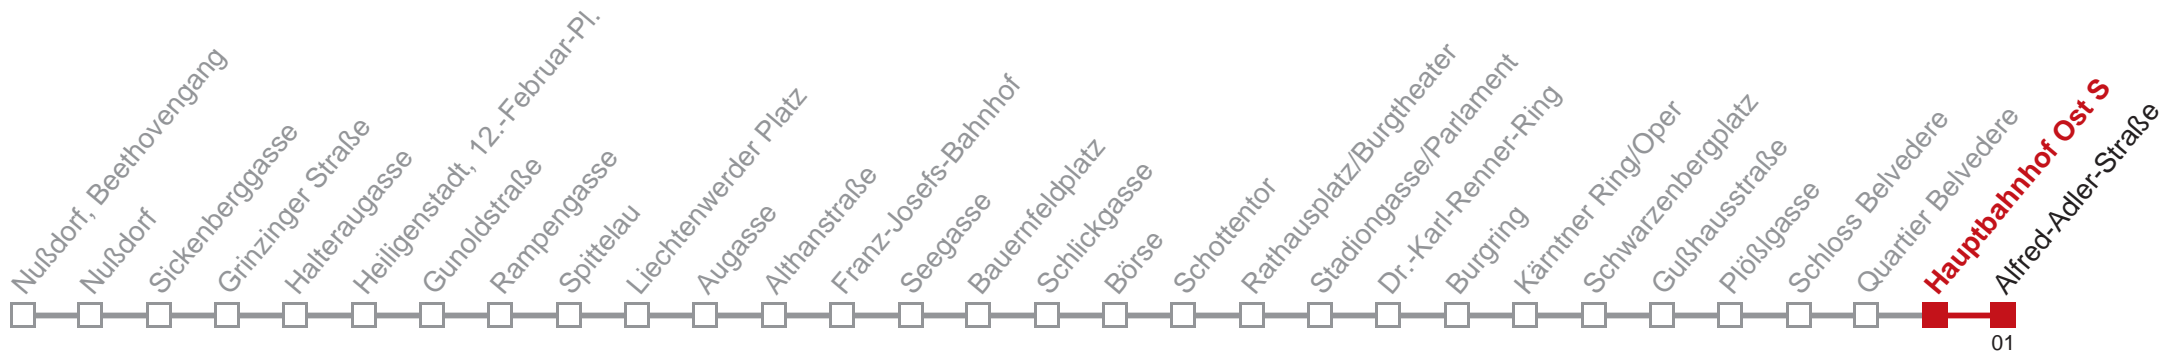 Nußdorf, Beethovengang
Nußdorf
Sickenberggasse
Grinzinger Straße
Halteraugasse
Heiligenstadt, 12.-Februar-Pl.
Gunoldstraße
Rampengasse
Spittelau
Liechtenwerder Platz
Augasse
Althanstraße
Franz-Josefs-Bahnhof
Seegasse
Bauernfeldplatz
Schlickgasse
Börse
Schottentor
Rathausplatz/Burgtheater
Stadiongasse/Parlament
Dr.-Karl-Renner-Ring
Burgring
Kärntner Ring/Oper
Schwarzenbergplatz
Gußhausstraße
Plößlgasse
Schloss Belvedere
Quartier Belvedere
Hauptbahnhof Ost S
Alfred-Adler-Straße
01